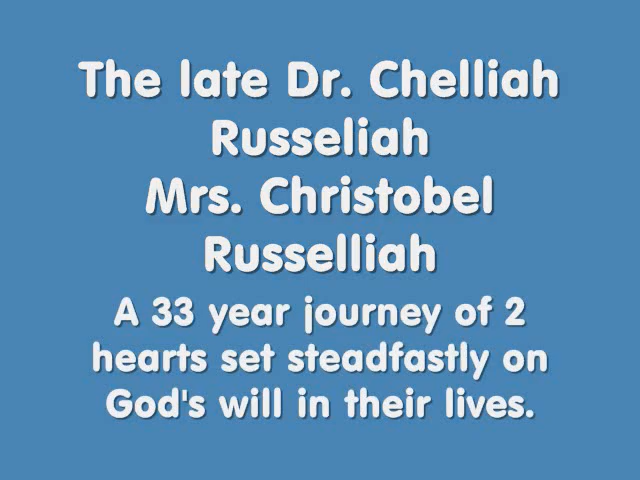 The late Dr. Chelliah
Russeliah
Mrs. Christobel
Russelliah
A 33 year journey of 2
hearts set steadfastly on
God's will in their lives.